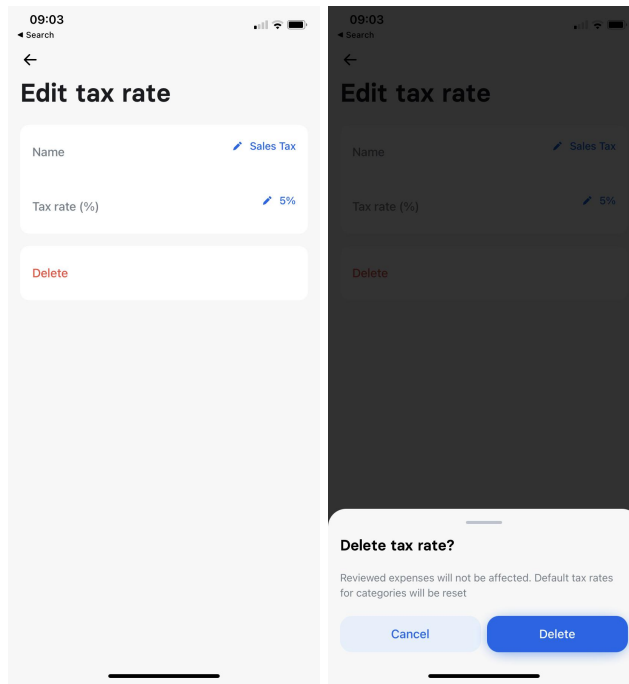 09:03
◀ Search
Edit tax rate
Name
Sales Tax
Tax rate (%)
5%
Delete
09:03
◀ Search
Edit tax rate
Name
Sales Tax
Tax rate (%)
5%
Delete
Delete tax rate?
Reviewed expenses will not be affected. Default tax rates
for categories will be reset
Cancel
Delete